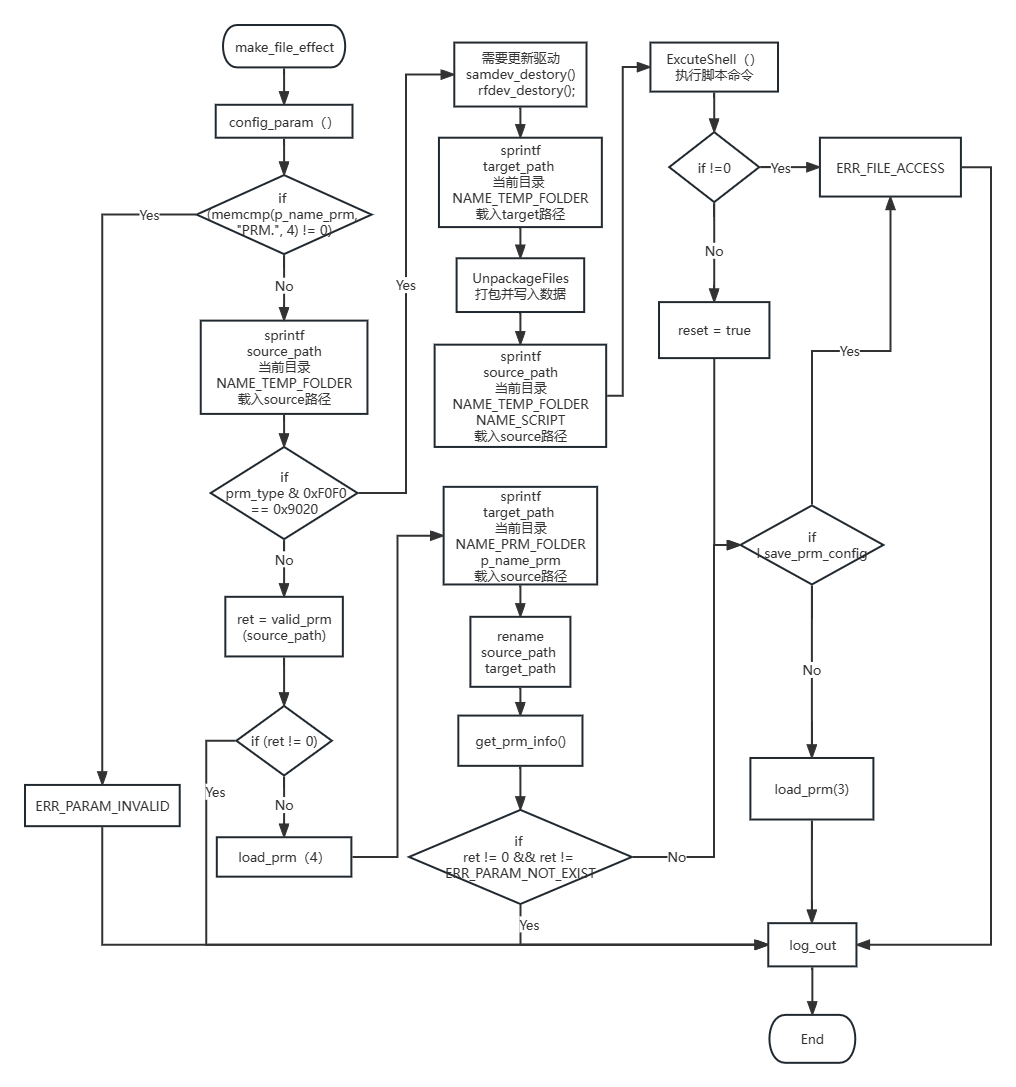 make_file_effect
config_param（）
if
(memcmp(p_name_prm,
"PRM.", 4) != 0)
Yes
No
sprintf
source_path
当前目录
NAME_TEMP_FOLDER
载入source路径
if
prm_type & 0xF0F0
== 0x9020
Yes
No
ret = valid_prm
(source_path)
if (ret != 0)
Yes
No
ERR_PARAM_INVALID
load_prm（4）
需要更新驱动
samdev_destory()
rfdev_destory();
sprintf
target_path
当前目录
NAME_TEMP_FOLDER
载入target路径
UnpackageFiles
打包并写入数据
sprintf
source_path
当前目录
NAME_TEMP_FOLDER
NAME_SCRIPT
载入source路径
sprintf
target_path
当前目录
NAME_PRM_FOLDER
p_name_prm
载入source路径
rename
source_path
target_path
get_prm_info()
if
ret != 0 && ret !=
ERR_PARAM_NOT_EXIST
No
Yes
ExcuteShell（）
执行脚本命令
if !=0
Yes
No
ERR_FILE_ACCESS
reset = true
Yes
if
!.save_prm_config
No
load_prm(3)
log_out
End